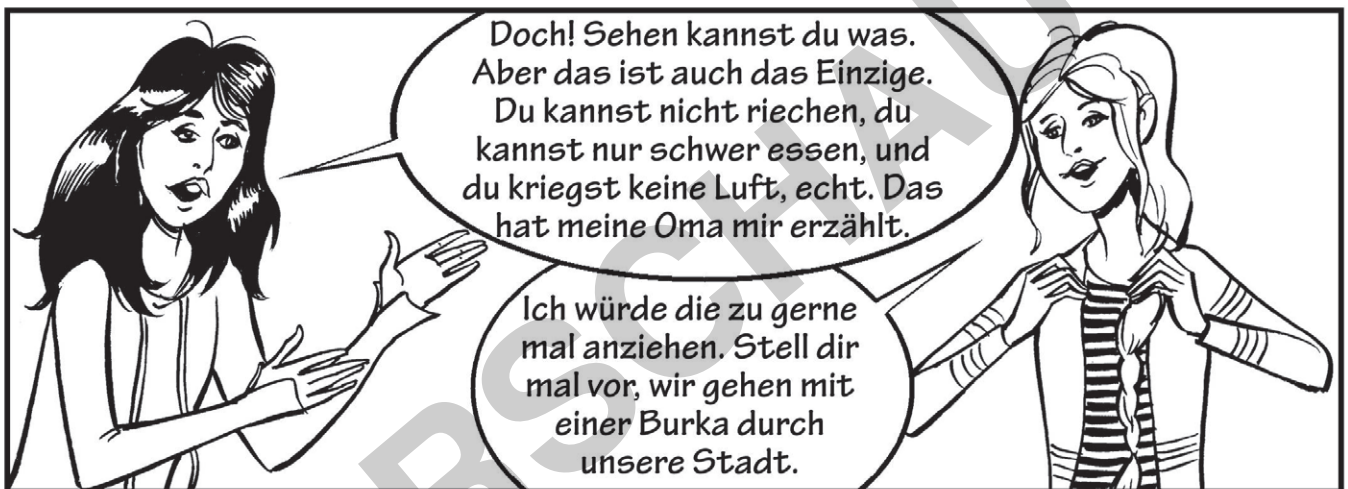 Doch! Sehen kannst du was.
Aber das ist auch das Einzige.
Du kannst nicht riechen, du
kannst nur schwer essen, und
du kriegst keine Luft, echt. Das
hat meine Oma mir erzählt.
Ich würde die zu gerne
mal anziehen. Stell dir
mal vor, wir gehen mit
einer Burka durch
unsere Stadt.